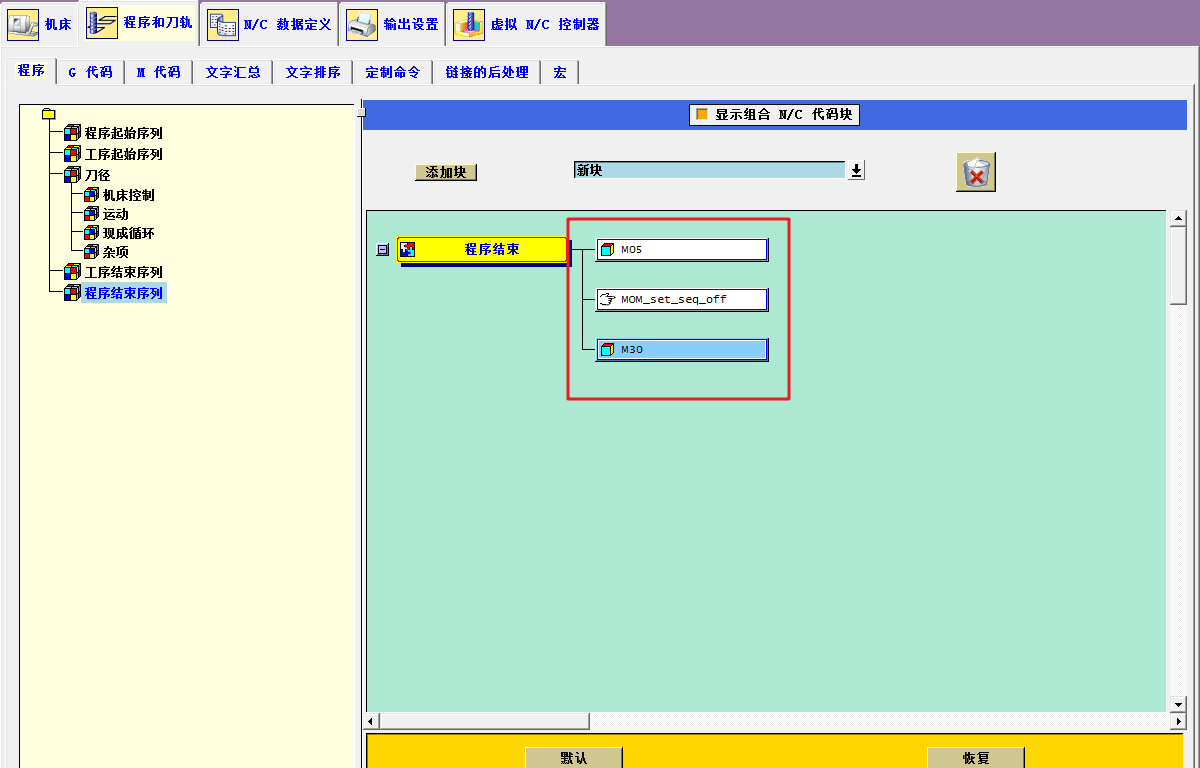 机床 程序和刀轨 N/C 数据定义 输出设置 虚拟 N/C 控制器
程序 G 代码 M 代码 文字汇总 文字排序 定制命令 链接的后处理 宏
显示组合 N/C 代码块
添加块 新块
程序起始序列
工序起始序列
刀径
机床控制
运动
现成循环
杂项
工序结束序列
程序结束序列
程序结束
M05
MOM_set_seq_off
M30
默认 恢复